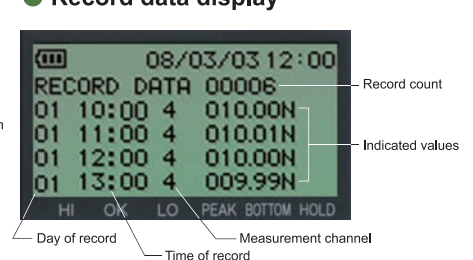 Record data display
08/03/03 12:00
RECORD DATA 00006
Record count
01 10:00 4 010.00N
01 11:00 4 010.01N
Indicated values
01 12:00 4 010.00N
01 13:00 4 009.99N
HI OK LO PEAK BOTTOM HOLD
Day of record
Measurement channel
Time of record